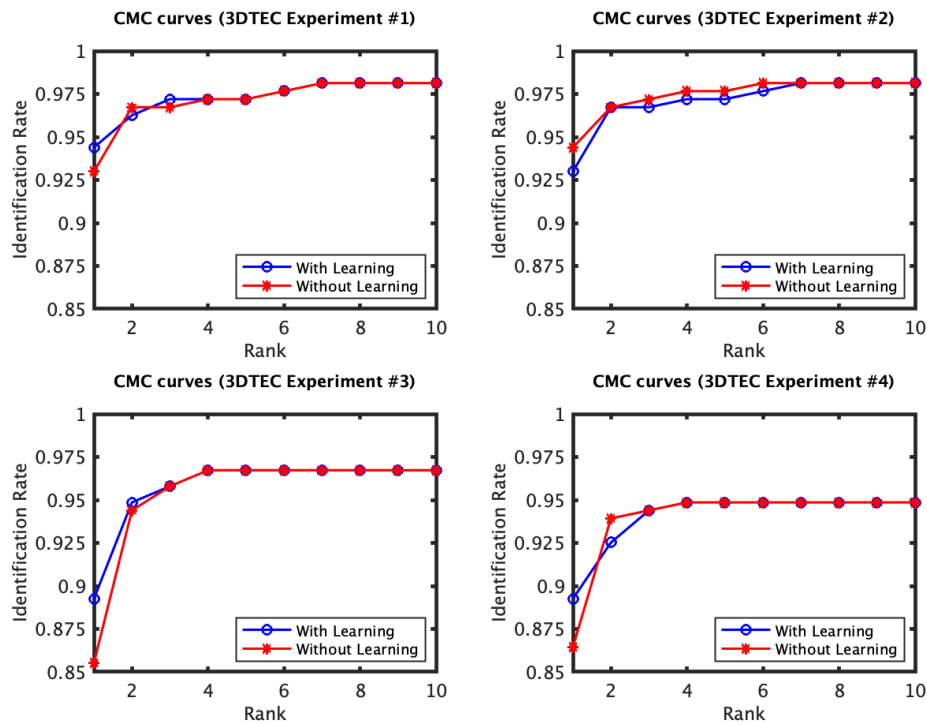 CMC curves (3DTEC Experiment #1)
1
0.975
0.95
0.925
0.9
0.875
0.85
Identification Rate
With Learning
Without Learning
2 4 6 8 10
Rank
CMC curves (3DTEC Experiment #2)
1
0.975
0.95
0.925
0.9
0.875
0.85
Identification Rate
With Learning
Without Learning
2 4 6 8 10
Rank
CMC curves (3DTEC Experiment #3)
1
0.975
0.95
0.925
0.9
0.875
0.85
Identification Rate
With Learning
Without Learning
2 4 6 8 10
Rank
CMC curves (3DTEC Experiment #4)
1
0.975
0.95
0.925
0.9
0.875
0.85
Identification Rate
With Learning
Without Learning
2 4 6 8 10
Rank